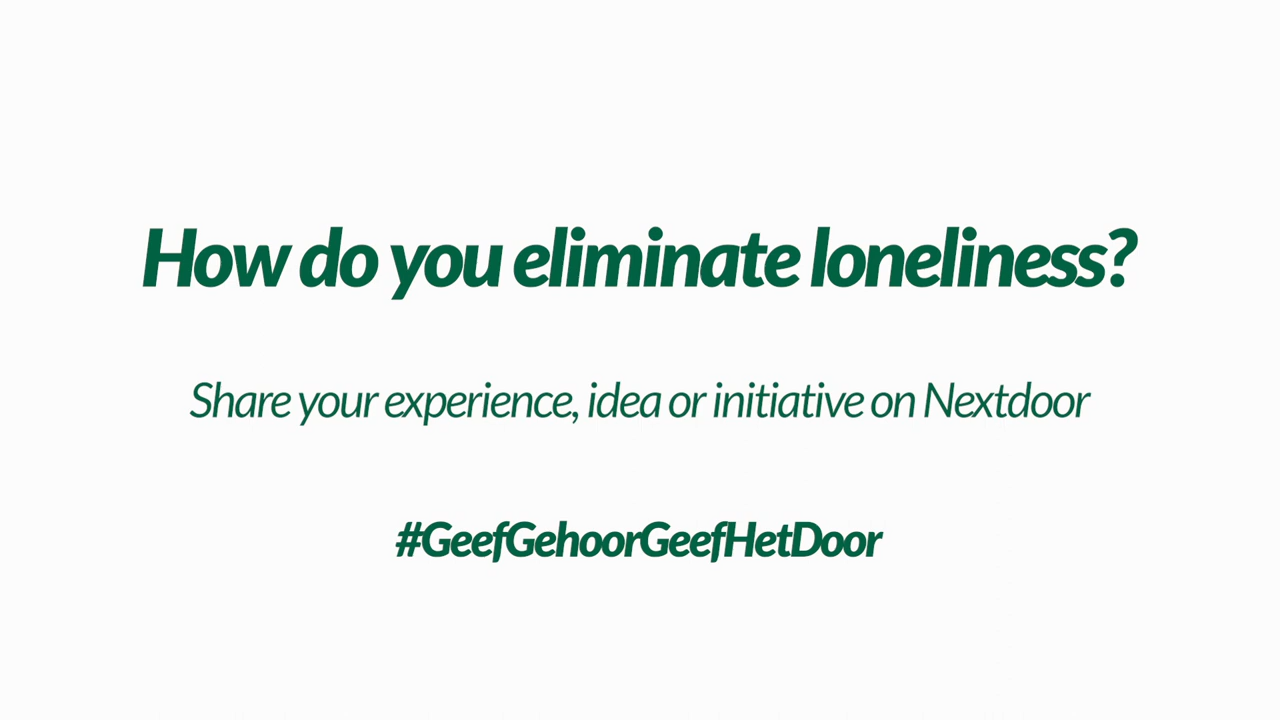 How do you eliminate loneliness?
Share your experience, idea or initiative on Nextdoor
#GeefGehoorGeefHetDoor